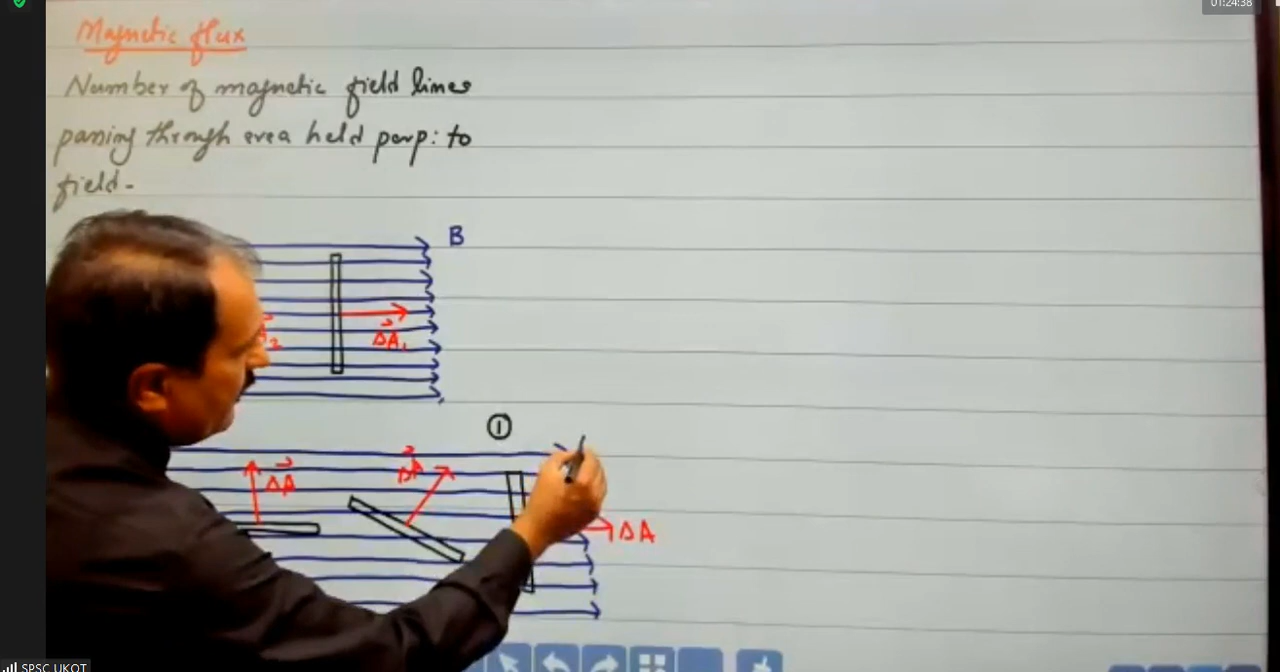 01:24:38
Magnetic flux
Number of magnetic field lines
passing through area held perp: to
field.
B
A₂
ΔA₁
①
ΔA
ΔA
ΔA
SPSC UKOT